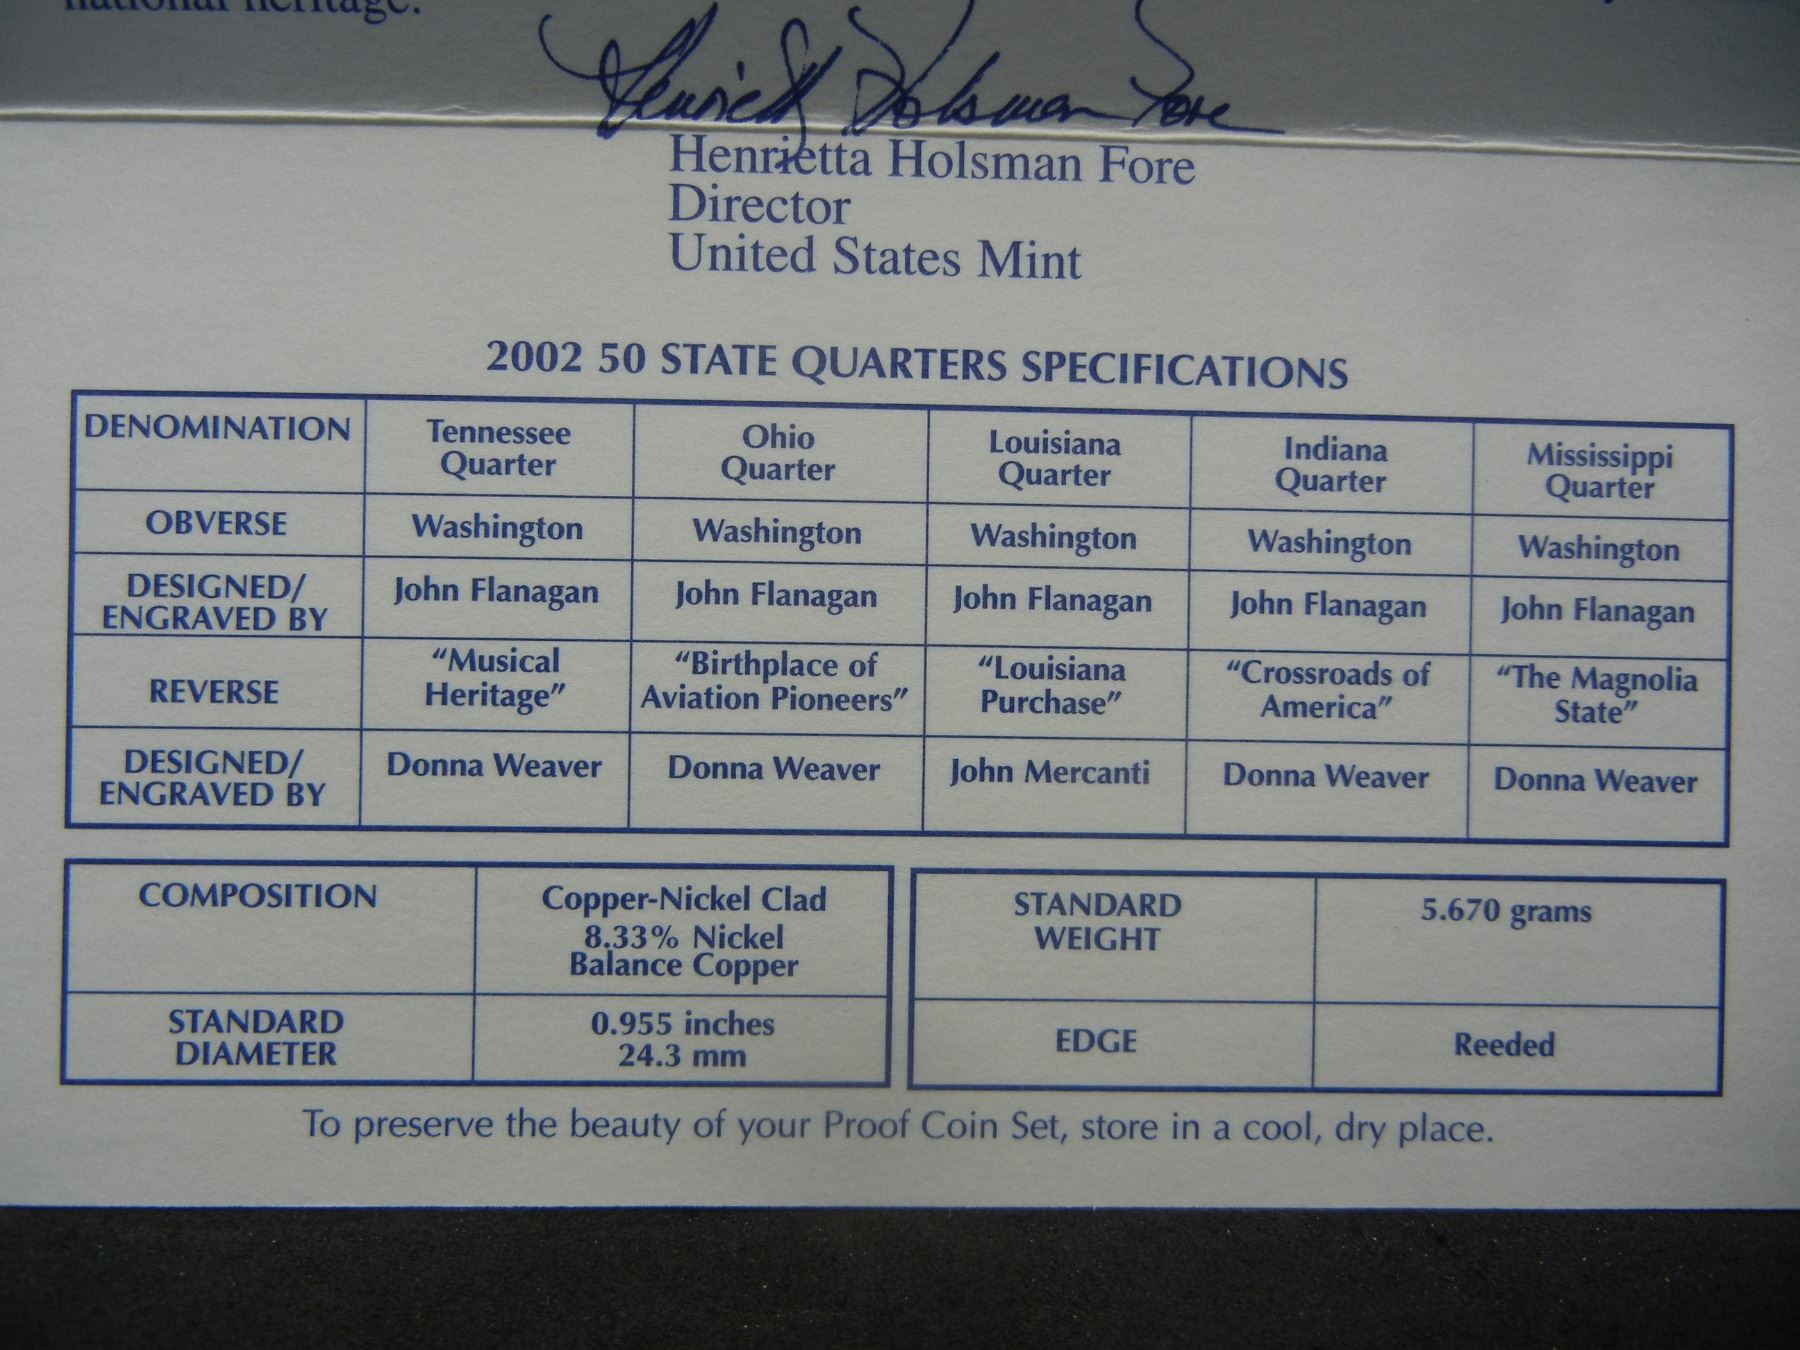 national heritage.
Henrietta Holsman Fore
Henrietta Holsman Fore
Director
United States Mint
2002 50 STATE QUARTERS SPECIFICATIONS
DENOMINATION Tennessee Quarter Ohio Quarter Louisiana Quarter Indiana Quarter Mississippi Quarter
OBVERSE Washington Washington Washington Washington Washington
DESIGNED/ ENGRAVED BY John Flanagan John Flanagan John Flanagan John Flanagan John Flanagan
REVERSE “Musical Heritage” “Birthplace of Aviation Pioneers” “Louisiana Purchase” “Crossroads of America” “The Magnolia State”
DESIGNED/ ENGRAVED BY Donna Weaver Donna Weaver John Mercanti Donna Weaver Donna Weaver
COMPOSITION Copper-Nickel Clad
8.33% Nickel
Balance Copper
STANDARD DIAMETER 0.955 inches
24.3 mm
STANDARD WEIGHT 5.670 grams
EDGE Reeded
To preserve the beauty of your Proof Coin Set, store in a cool, dry place.